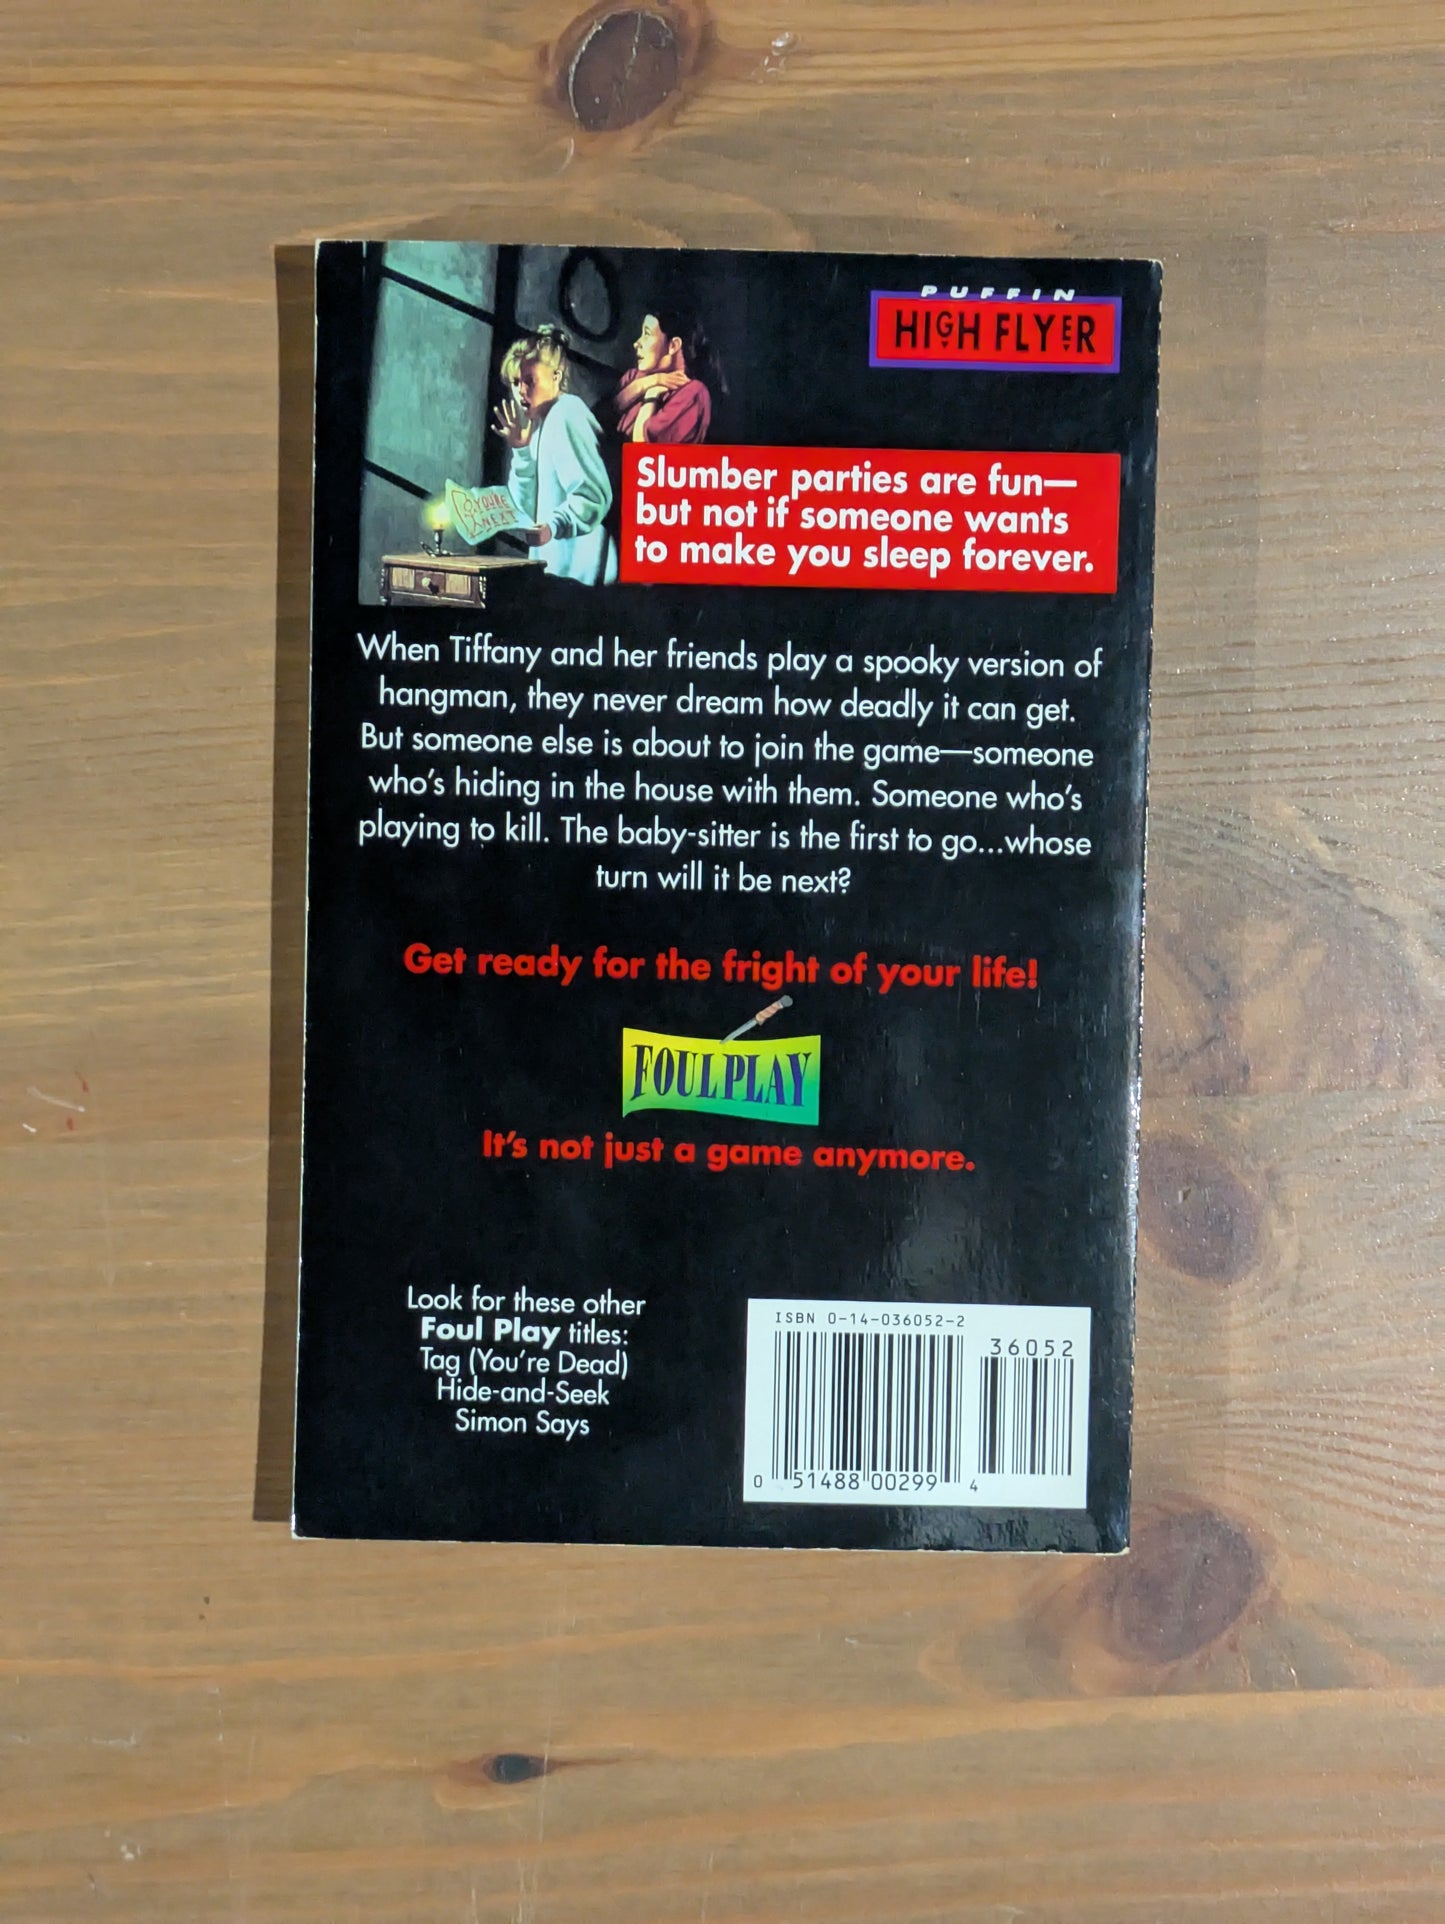 PUFFIN
HIGH FLYER
YOU'RE
NEXT
Slumber parties are fun—
but not if someone wants
to make you sleep forever.
When Tiffany and her friends play a spooky version of
hangman, they never dream how deadly it can get.
But someone else is about to join the game—someone
who's hiding in the house with them. Someone who's
playing to kill. The baby-sitter is the first to go...whose
turn will it be next?
Get ready for the fright of your life!
FOUL PLAY
It's not just a game anymore.
Look for these other
Foul Play titles:
Tag (You're Dead)
Hide-and-Seek
Simon Says
ISBN 0-14-036052-2
36052
0 51488 00299 4